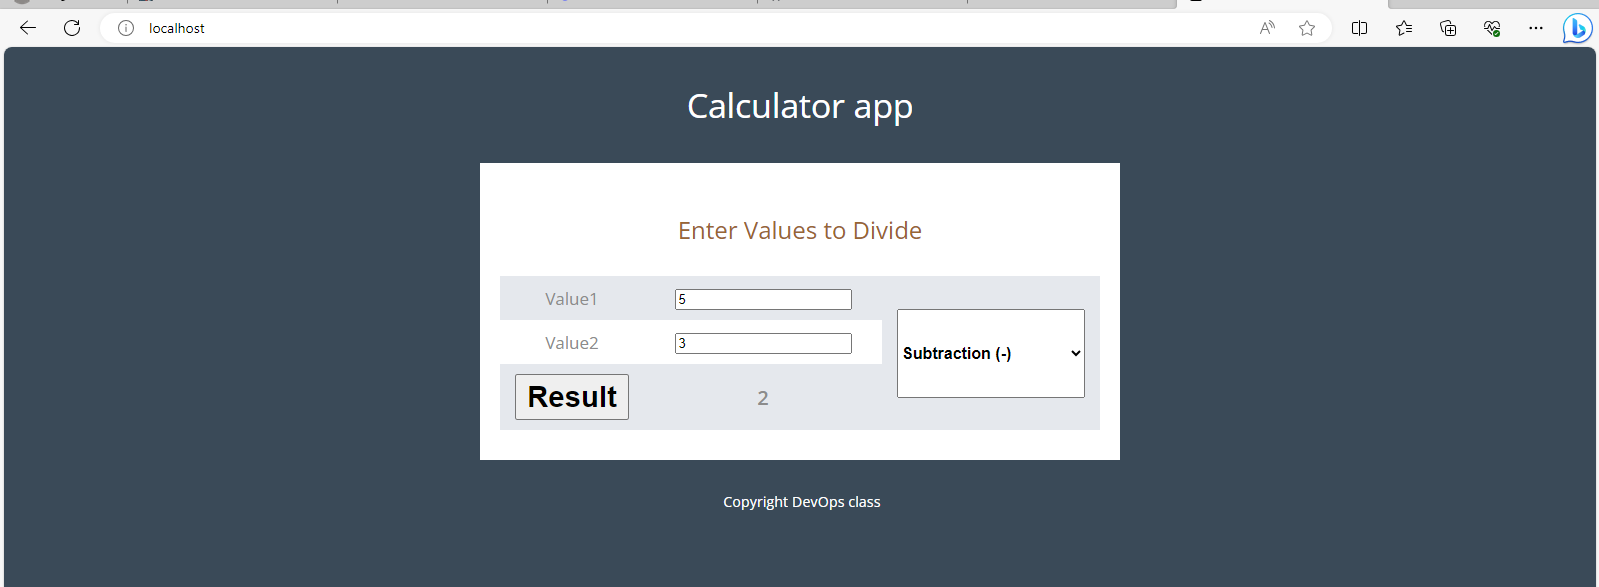 localhost
Calculator app
Enter Values to Divide
Value1 5
Value2 3
Subtraction (-)
Result 2
Copyright DevOps class